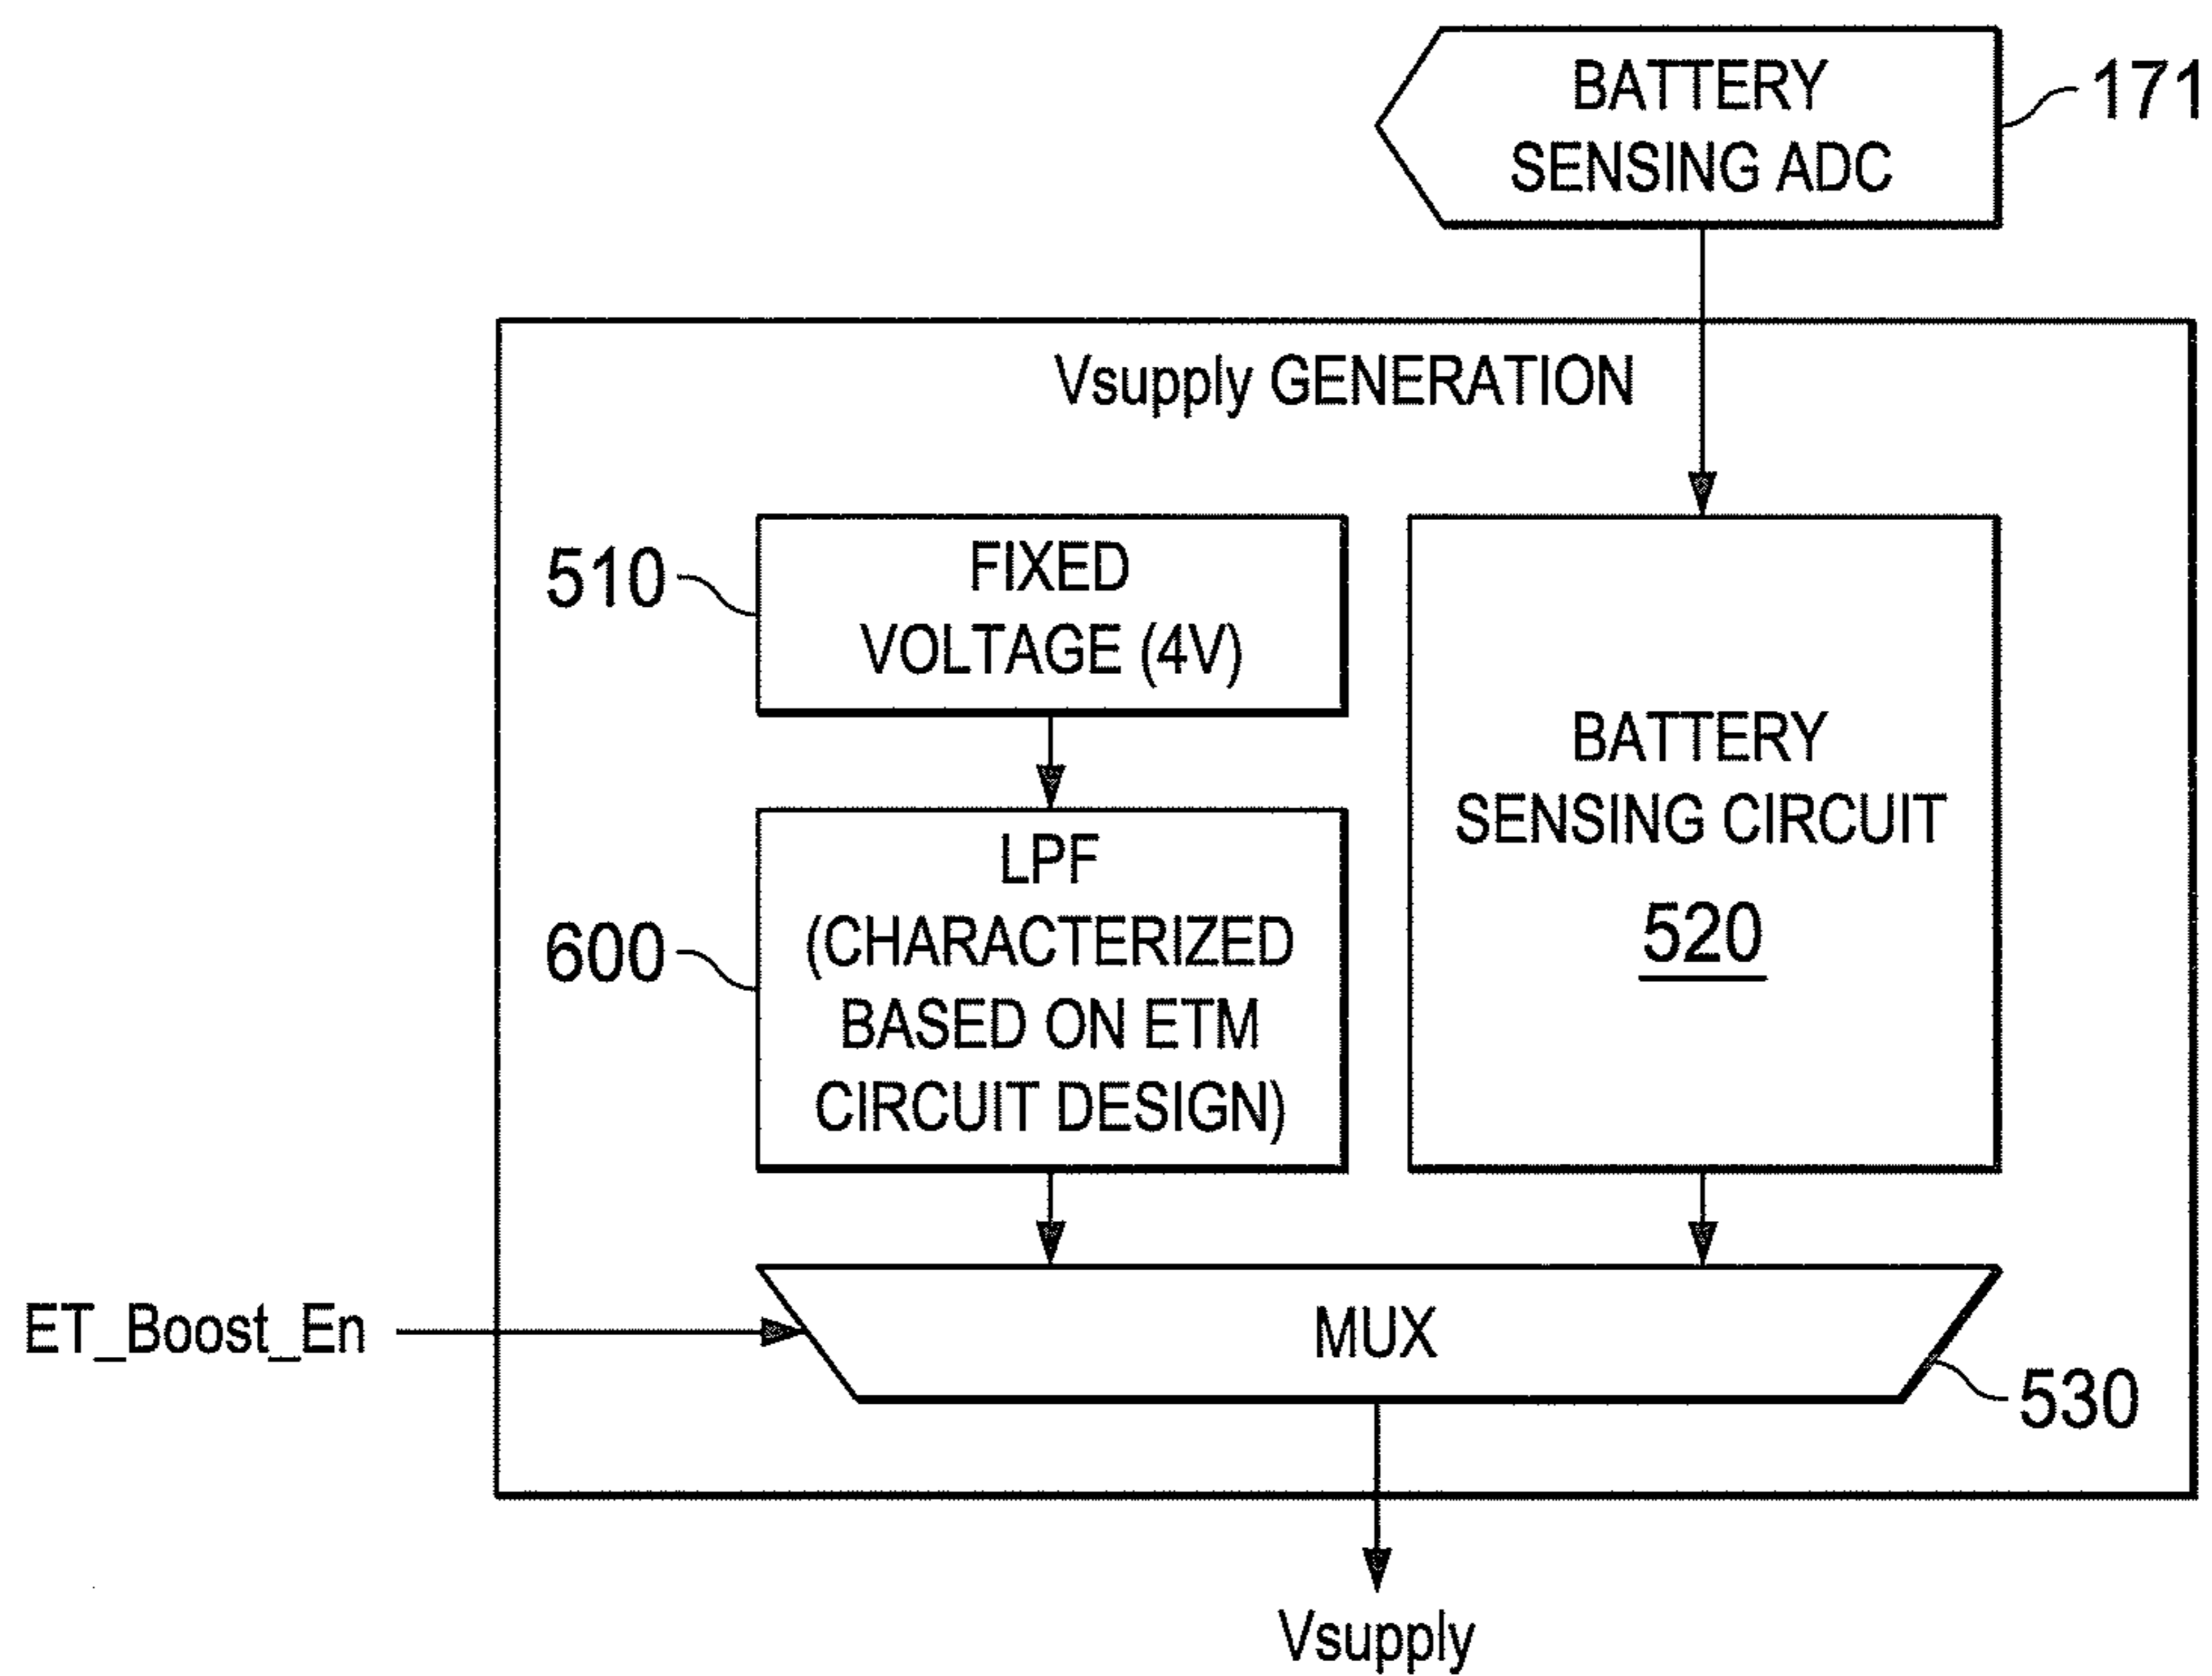 BATTERY
SENSING ADC
171
Vsupply GENERATION
510
FIXED
VOLTAGE (4V)
600
LPF
(CHARACTERIZED
BASED ON ETM
CIRCUIT DESIGN)
BATTERY
SENSING CIRCUIT
520
ET_Boost_En
MUX
530
Vsupply